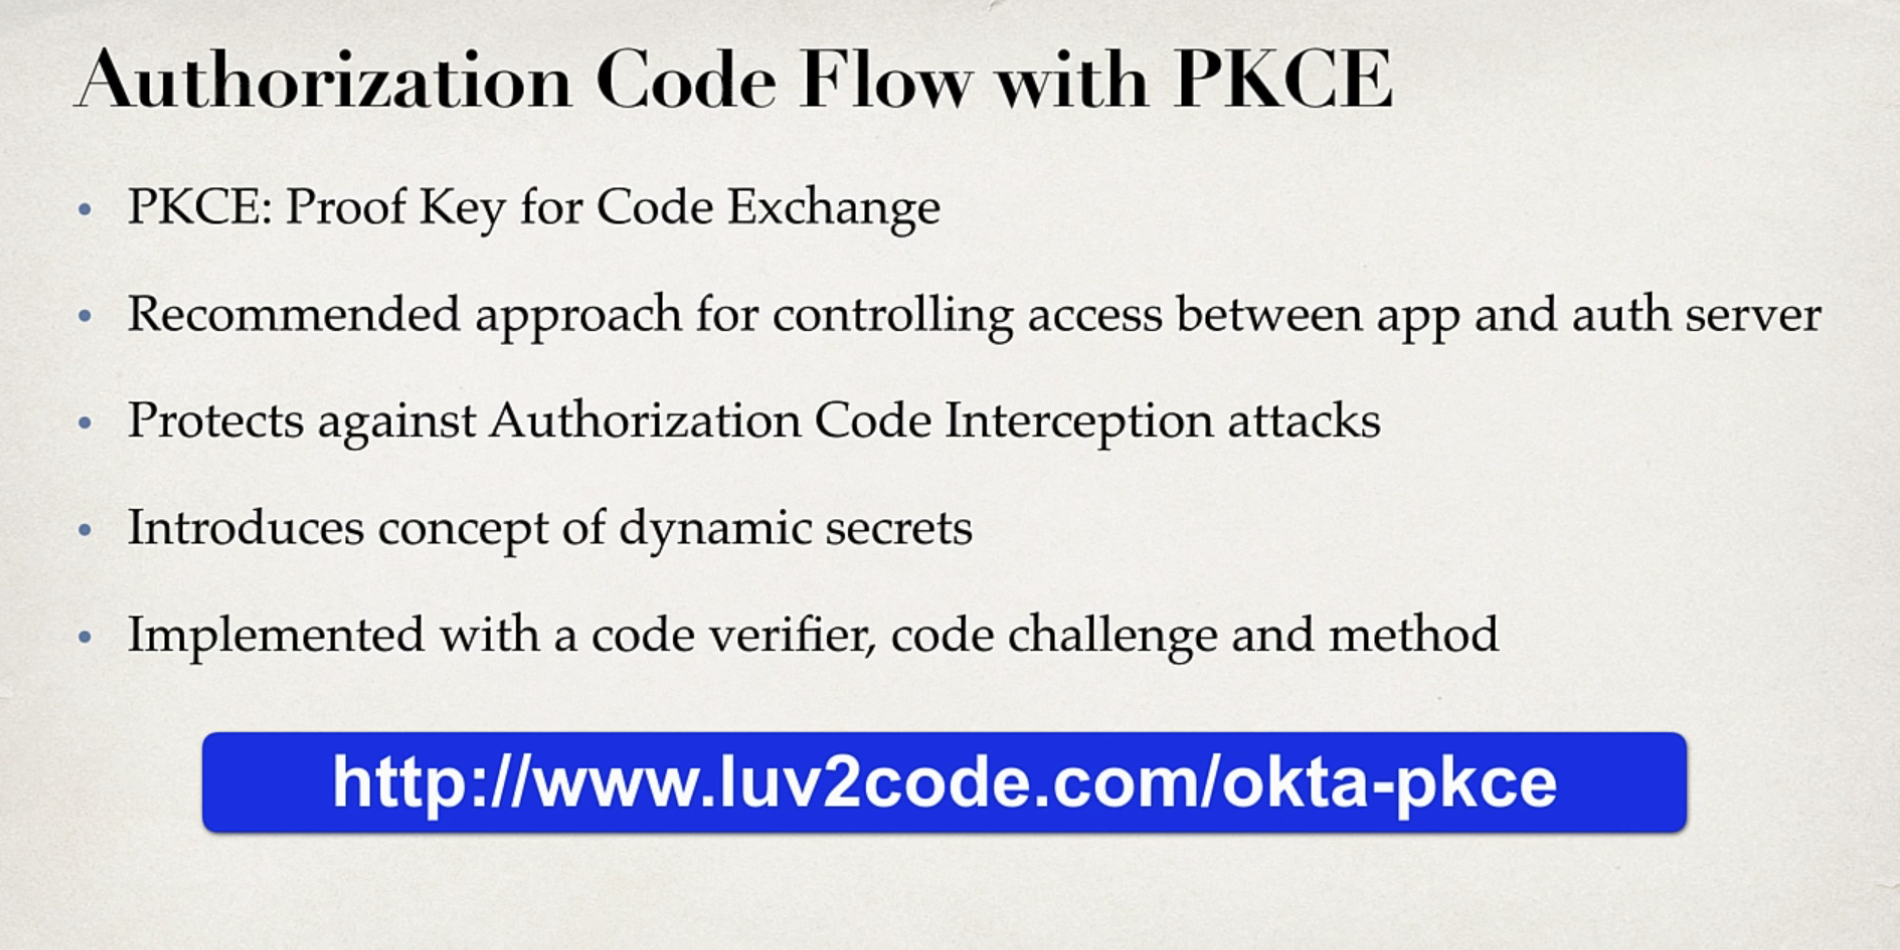 Authorization Code Flow with PKCE
• PKCE: Proof Key for Code Exchange
• Recommended approach for controlling access between app and auth server
• Protects against Authorization Code Interception attacks
• Introduces concept of dynamic secrets
• Implemented with a code verifier, code challenge and method
http://www.luv2code.com/okta-pkce